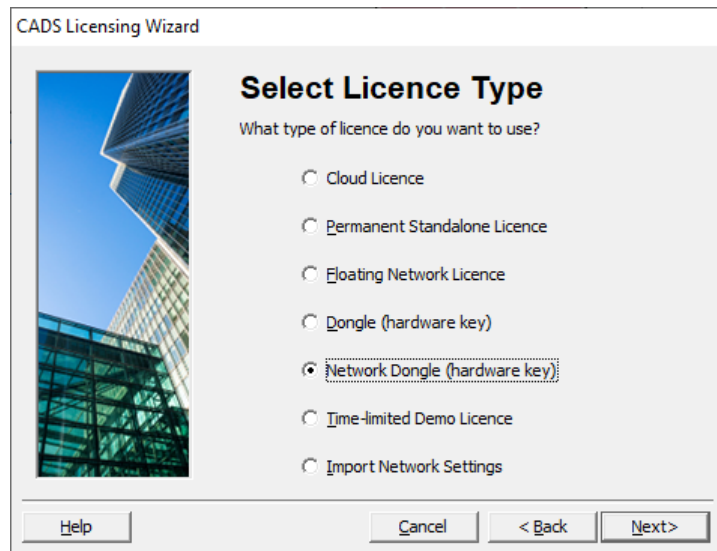 CADS Licensing Wizard
Select Licence Type
What type of licence do you want to use?
Cloud Licence
Permanent Standalone Licence
Floating Network Licence
Dongle (hardware key)
Network Dongle (hardware key)
Time-limited Demo Licence
Import Network Settings
Help
Cancel
< Back
Next>